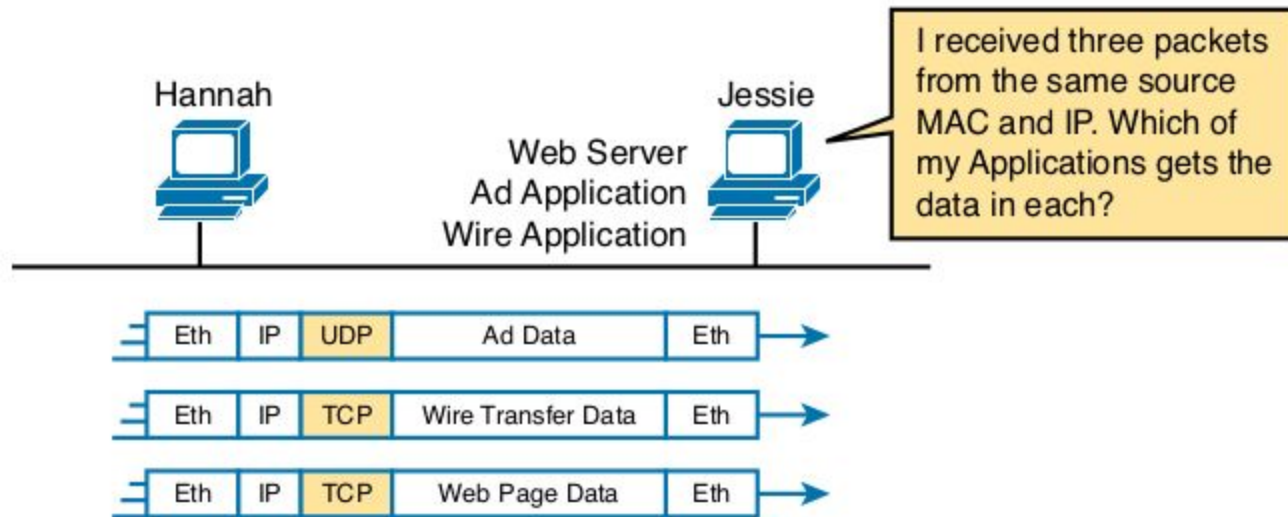 Hannah
Jessie
Web Server
Ad Application
Wire Application
I received three packets
from the same source
MAC and IP. Which of
my Applications gets the
data in each?
Eth IP UDP Ad Data Eth
Eth IP TCP Wire Transfer Data Eth
Eth IP TCP Web Page Data Eth